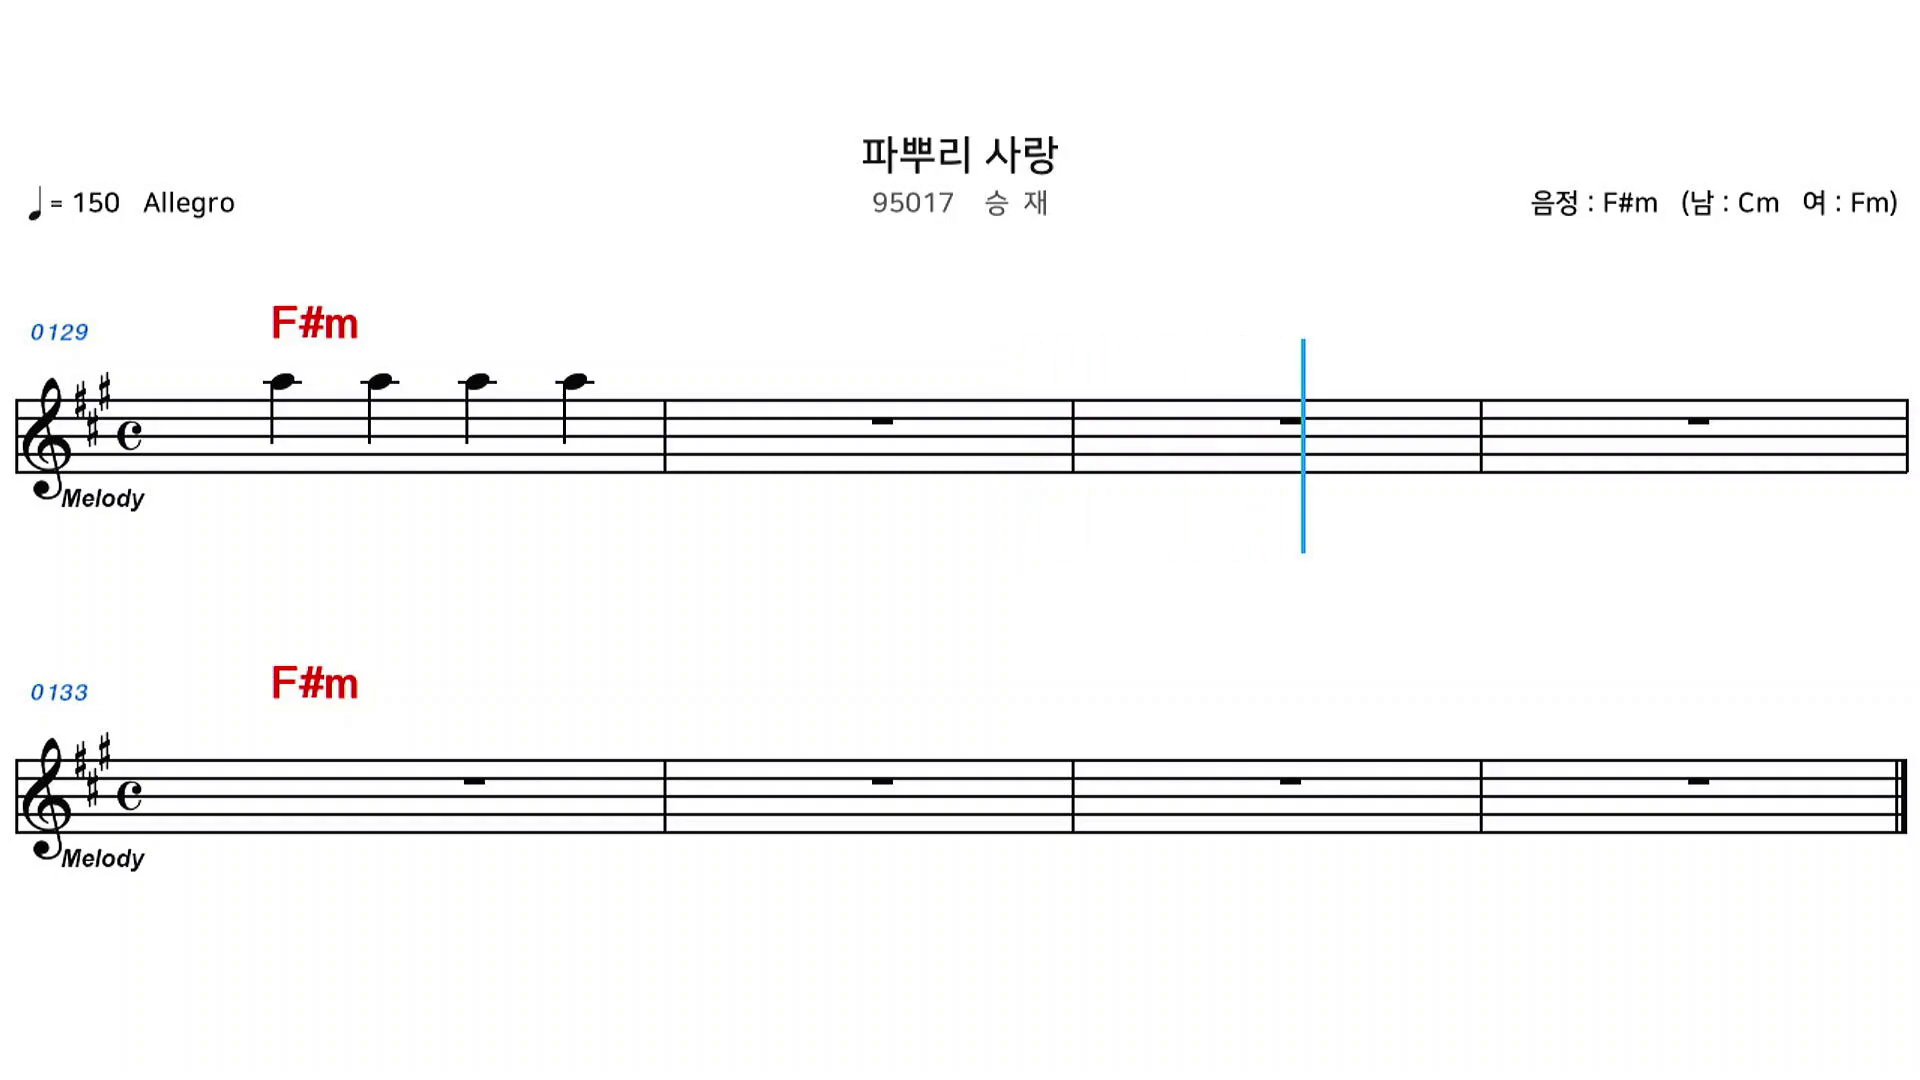 파뿌리 사랑
♩= 150 Allegro 95017 승 재 음정 : F#m (남 : Cm 여 : Fm)
0129 F#m
Melody
0133 F#m
Melody